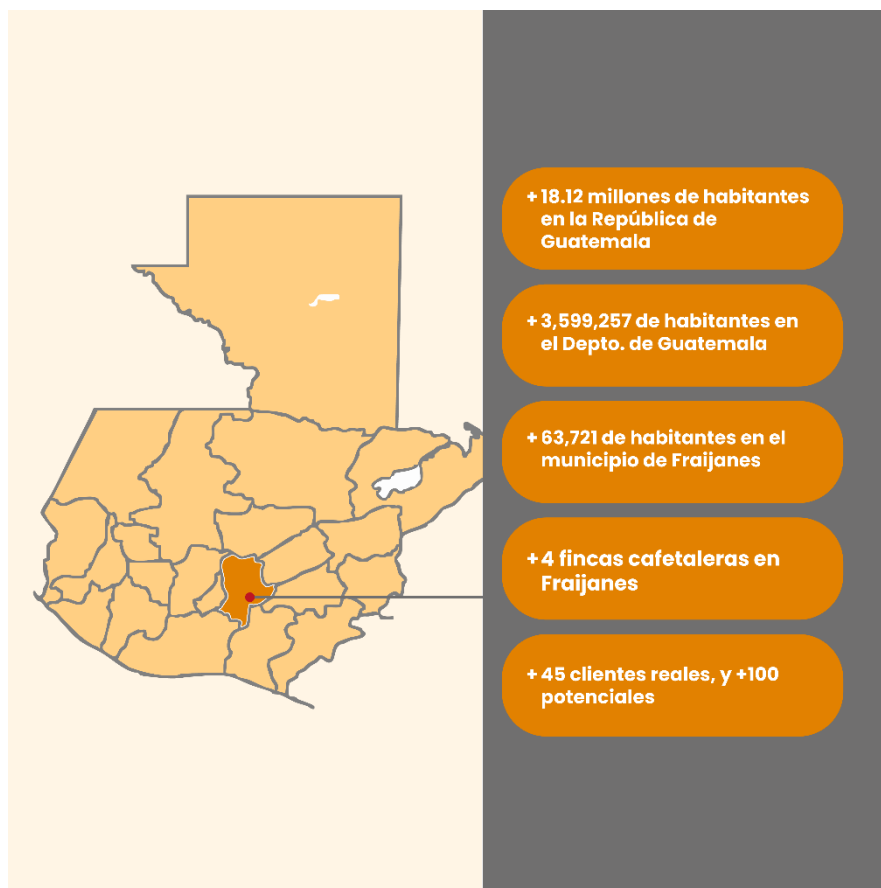 + 18.12 millones de habitantes
en la República de
Guatemala
+ 3,599,257 de habitantes en
el Depto. de Guatemala
+ 63,721 de habitantes en el
municipio de Fraijanes
+ 4 fincas cafetaleras en
Fraijanes
+ 45 clientes reales, y +100
potenciales